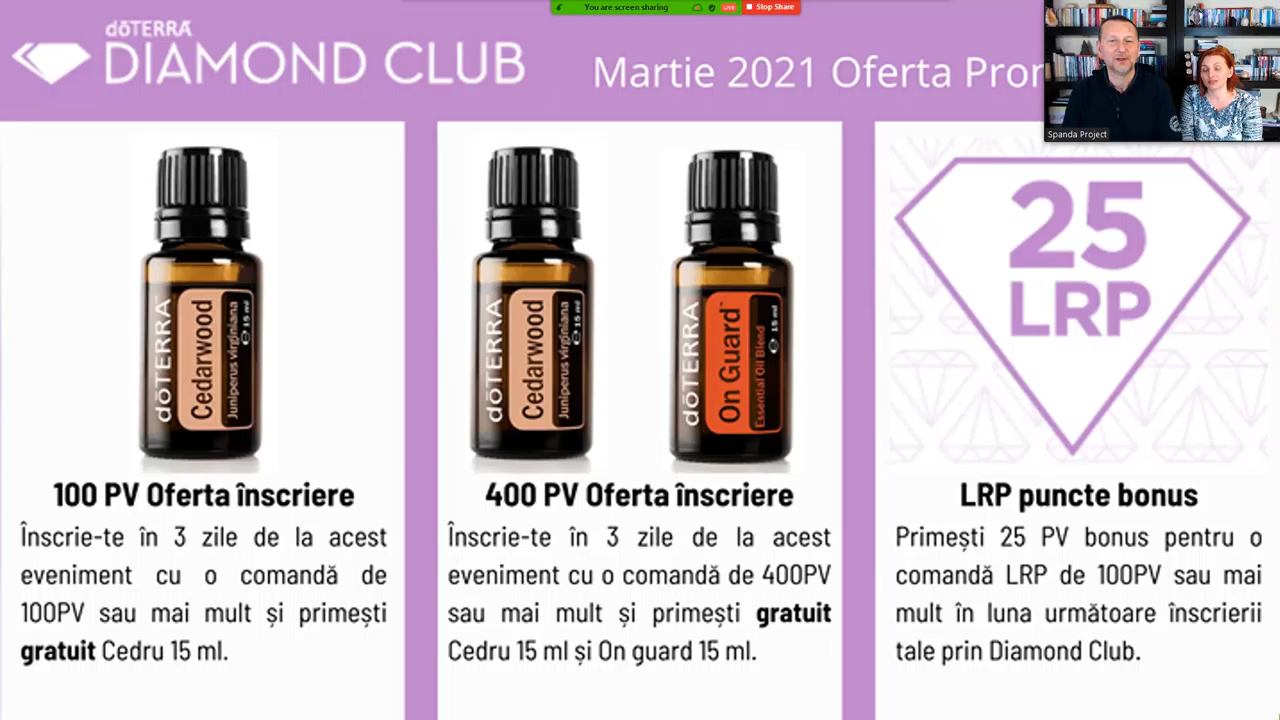 You are screen sharing
LIVE
Stop Share
dōTERRA
DIAMOND CLUB
Martie 2021 Oferta
Spanda Project
dōTERRA
Cedarwood
Juniperus virginiana
15 ml
dōTERRA
Cedarwood
Juniperus virginiana
15 ml
dōTERRA
On Guard™
Essential Oil Blend
15 ml
25
LRP
100 PV Oferta înscriere
Înscrie-te în 3 zile de la acest
eveniment cu o comandă de
100PV sau mai mult și primești
gratuit Cedru 15 ml.
400 PV Oferta înscriere
Înscrie-te în 3 zile de la acest
eveniment cu o comandă de 400PV
sau mai mult și primești gratuit
Cedru 15 ml și On guard 15 ml.
LRP puncte bonus
Primești 25 PV bonus pentru o
comandă LRP de 100PV sau mai
mult în luna următoare înscrierii
tale prin Diamond Club.